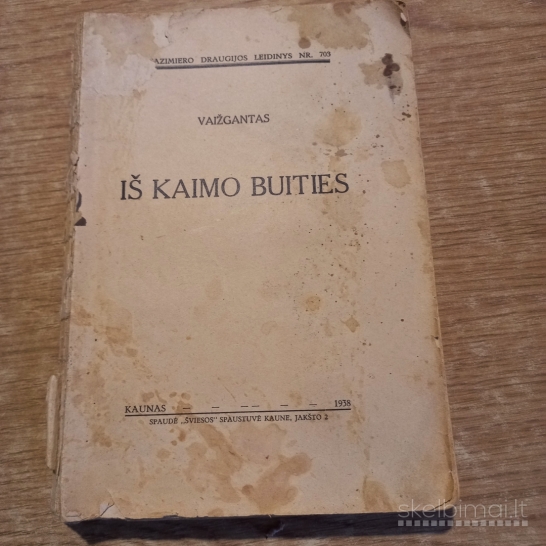 AZIMIERO DRAUGIJOS LEIDINYS NR. 703
VAIŽGANTAS
IŠ KAIMO BUITIES
KAUNAS — — —— — — 1938
SPAUDĖ „ŠVIESOS" SPAUSTUVĖ KAUNE, JAKŠTO 2
skelbimai.lt